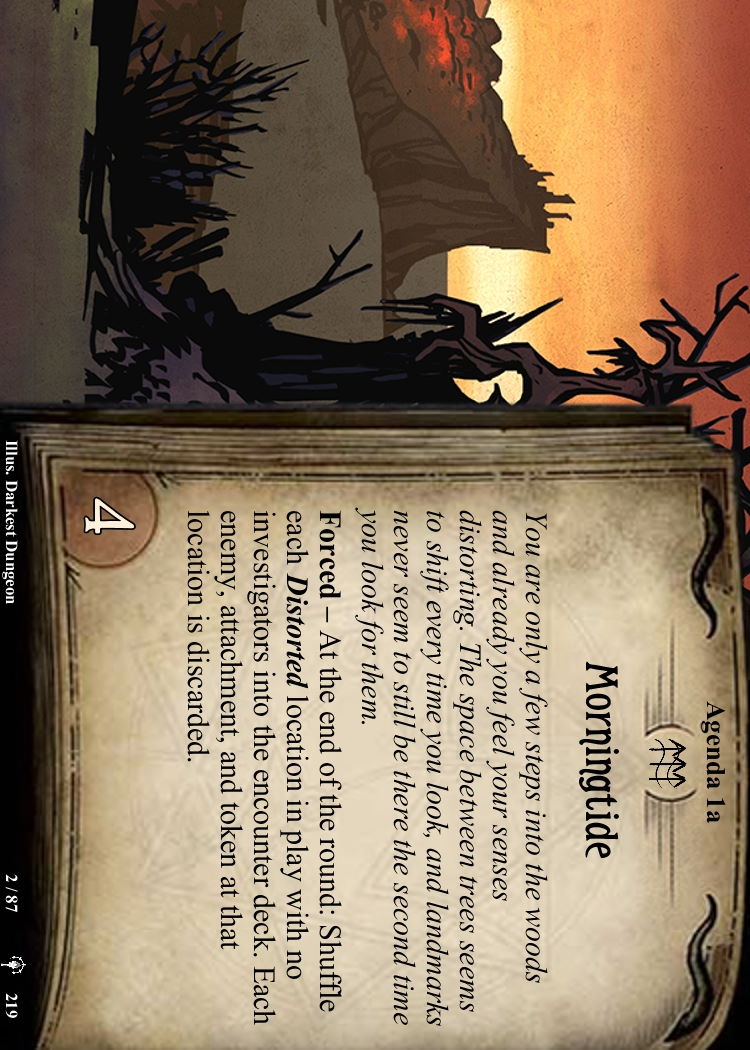 Agenda 1a
Morningtide
You are only a few steps into the woods
and already you feel your senses
distorting. The space between trees seems
to shift every time you look, and landmarks
never seem to still be there the second time
you look for them.
Forced – At the end of the round: Shuffle
each Distorted location in play with no
investigators into the encounter deck. Each
enemy, attachment, and token at that
location is discarded.
4
Illus. Darkest Dungeon
2 / 87
219